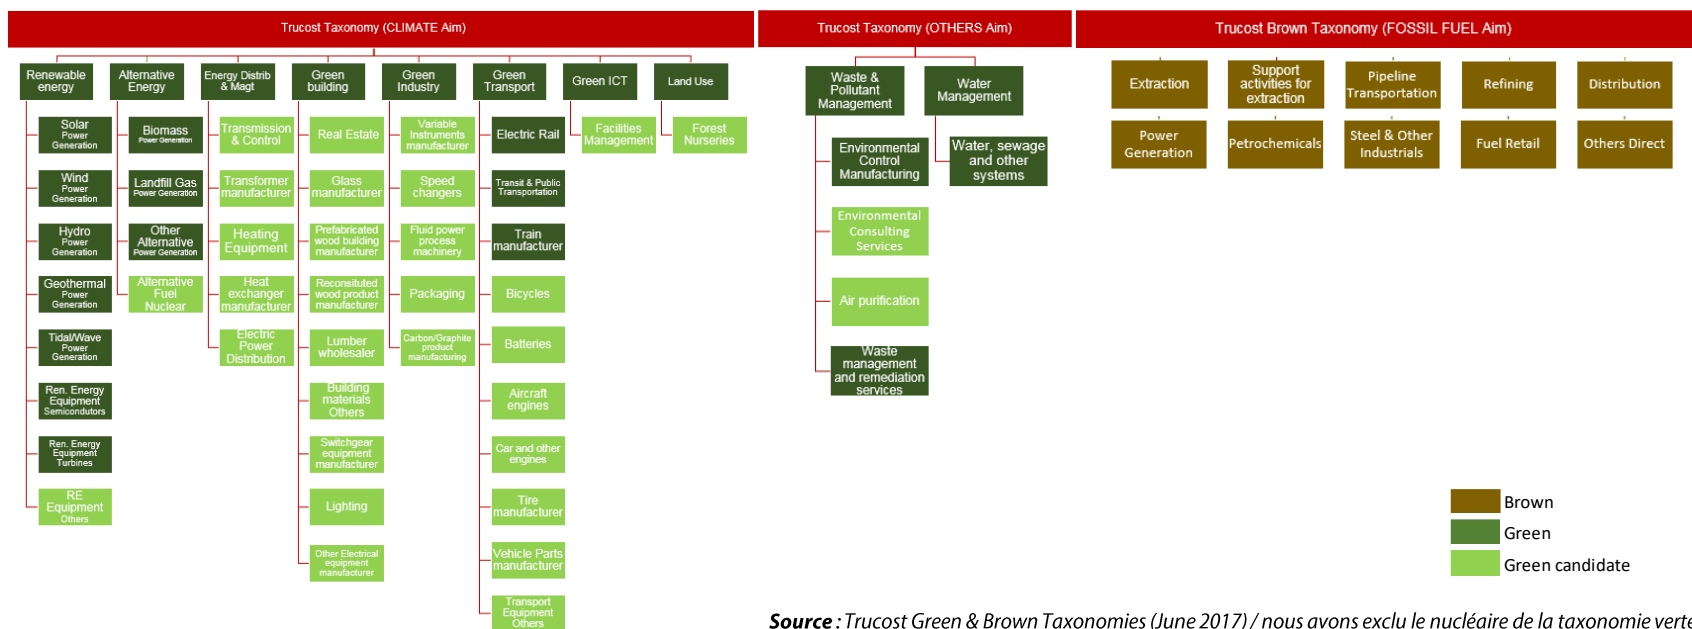 Trucost Taxonomy (CLIMATE Aim)
Renewable
energy
Solar
Power
Generation
Wind
Power
Generation
Hydro
Power
Generation
Geothermal
Power
Generation
Tidal/Wave
Power
Generation
Ren. Energy
Equipment
Semicondutors
Ren. Energy
Equipment
Turbines
RE
Equipment
Others
Alternative
Energy
Biomass
Power Generation
Landfill Gas
Power Generation
Other
Alternative
Power Generation
Alternative
Fuel
Nuclear
Energy Distrib
& Magt
Transmission
& Control
Transformer
manufacturer
Heating
Equipment
Heat
exchanger
manufacturer
Electric
Power
Distribution
Green
building
Real Estate
Glass
manufacturer
Prefabricated
wood building
manufacturer
Reconsituted
wood product
manufacturer
Lumber
wholesaler
Building
materials
Others
Switchgear
equipment
manufacturer
Lighting
Other Electrical
equipment
manufacturer
Green
Industry
Variable
Instruments
manufacturer
Speed
changers
Fluid power
process
machinery
Packaging
Carbon/Graphite
product
manufacturing
Green
Transport
Electric Rail
Transit & Public
Transportation
Train
manufacturer
Bicycles
Batteries
Aircraft
engines
Car and other
engines
Tire
manufacturer
Vehicle Parts
manufacturer
Transport
Equipment
Others
Green ICT
Facilities
Management
Land Use
Forest
Nurseries
Trucost Taxonomy (OTHERS Aim)
Waste &
Pollutant
Management
Environmental
Control
Manufacturing
Environmental
Consulting
Services
Air purification
Waste
management
and remediation
services
Water
Management
Water, sewage
and other
systems
Trucost Brown Taxonomy (FOSSIL FUEL Aim)
Extraction
Support
activities for
extraction
Pipeline
Transportation
Refining
Distribution
Power
Generation
Petrochemicals
Steel & Other
Industrials
Fuel Retail
Others Direct
Brown
Green
Green candidate
Source : Trucost Green & Brown Taxonomies (June 2017) / nous avons exclu le nucléaire de la taxonomie verte